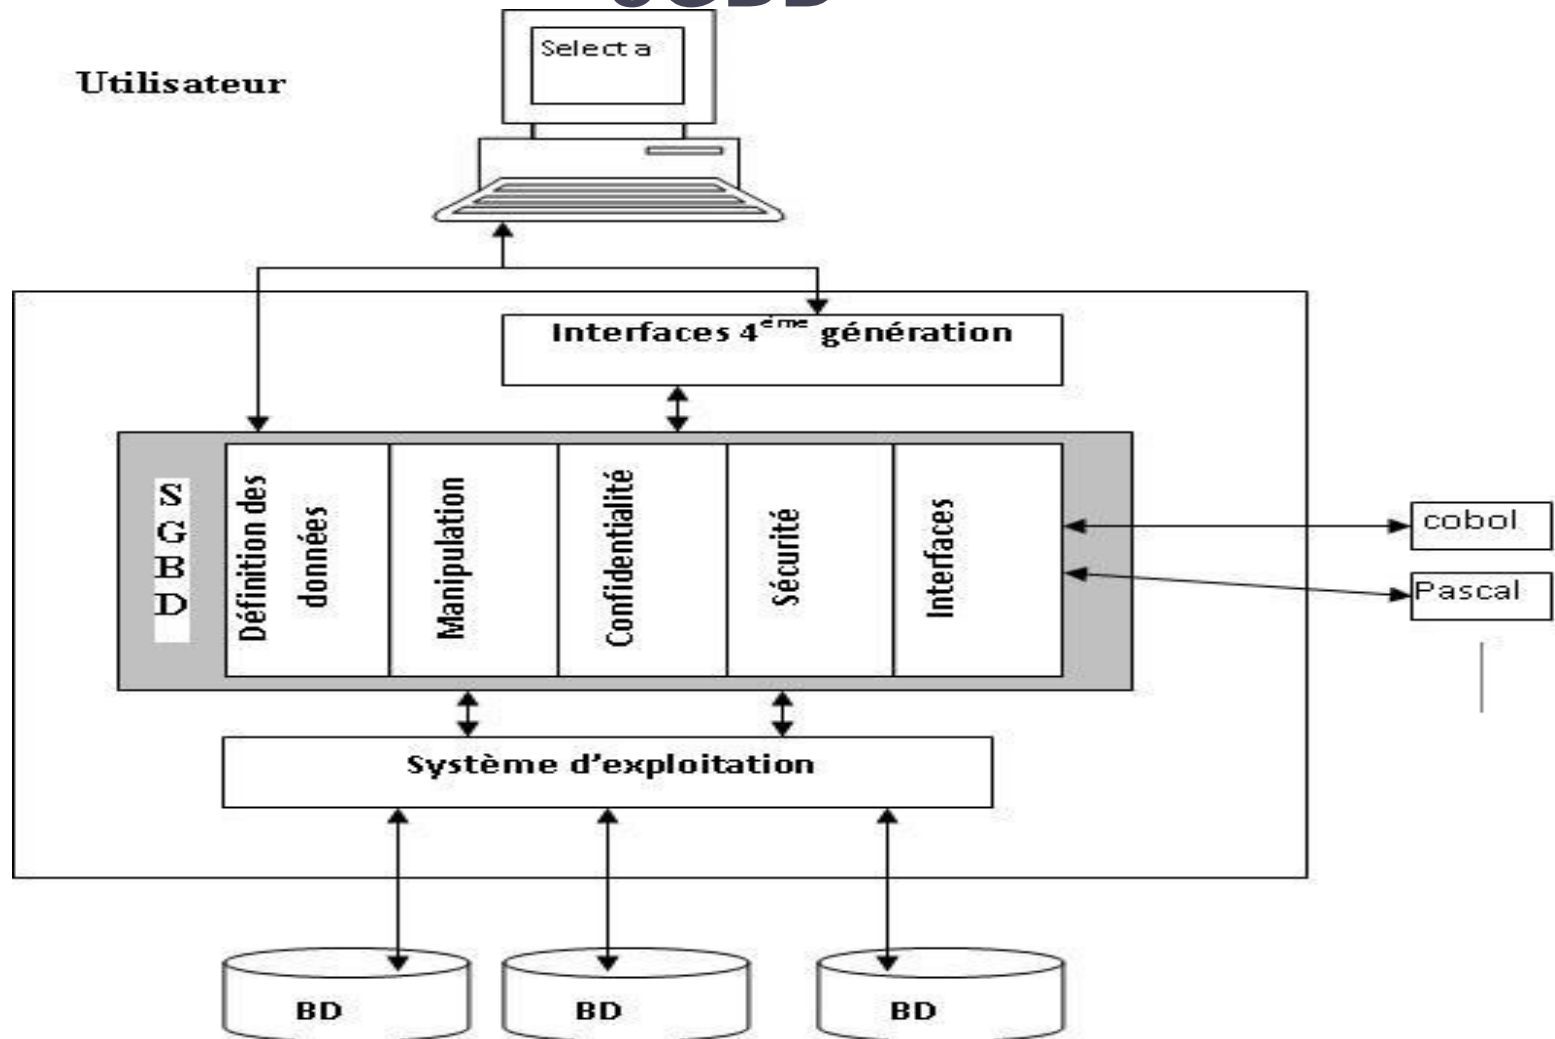 SGBD
Select a
Utilisateur
Interfaces 4ème génération
S
G
B
D
Définition des
données
Manipulation
Confidentialité
Sécurité
Interfaces
cobol
Pascal
Système d'exploitation
BD
BD
BD